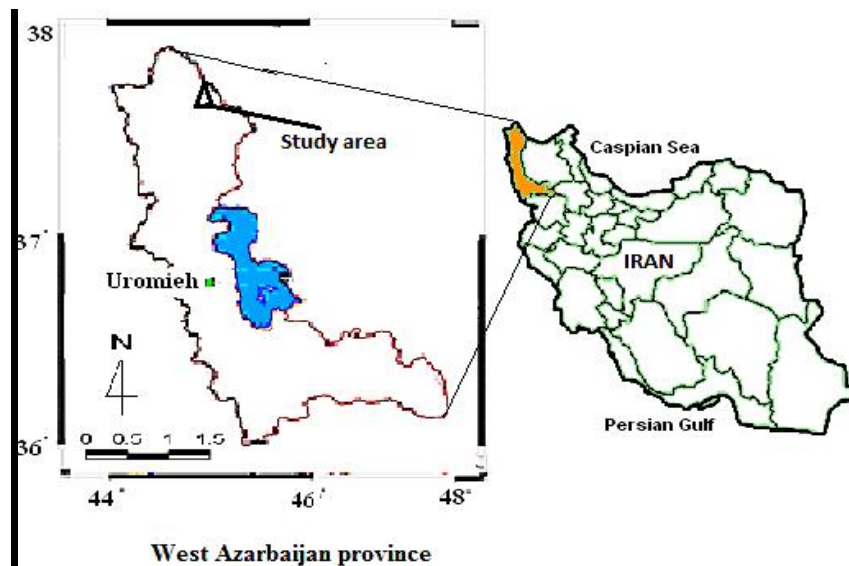 38
Study area
Caspian Sea
37°
Uromieh
IRAN
N
0 0.5 1 1.5
Persian Gulf
36°
44° 46° 48°
West Azarbaijan province